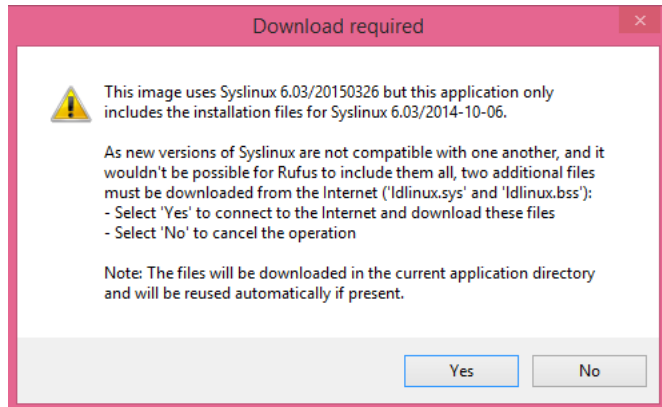 Download required
This image uses Syslinux 6.03/20150326 but this application only
includes the installation files for Syslinux 6.03/2014-10-06.
As new versions of Syslinux are not compatible with one another, and it
wouldn't be possible for Rufus to include them all, two additional files
must be downloaded from the Internet ('ldlinux.sys' and 'ldlinux.bss'):
- Select 'Yes' to connect to the Internet and download these files
- Select 'No' to cancel the operation
Note: The files will be downloaded in the current application directory
and will be reused automatically if present.
Yes
No